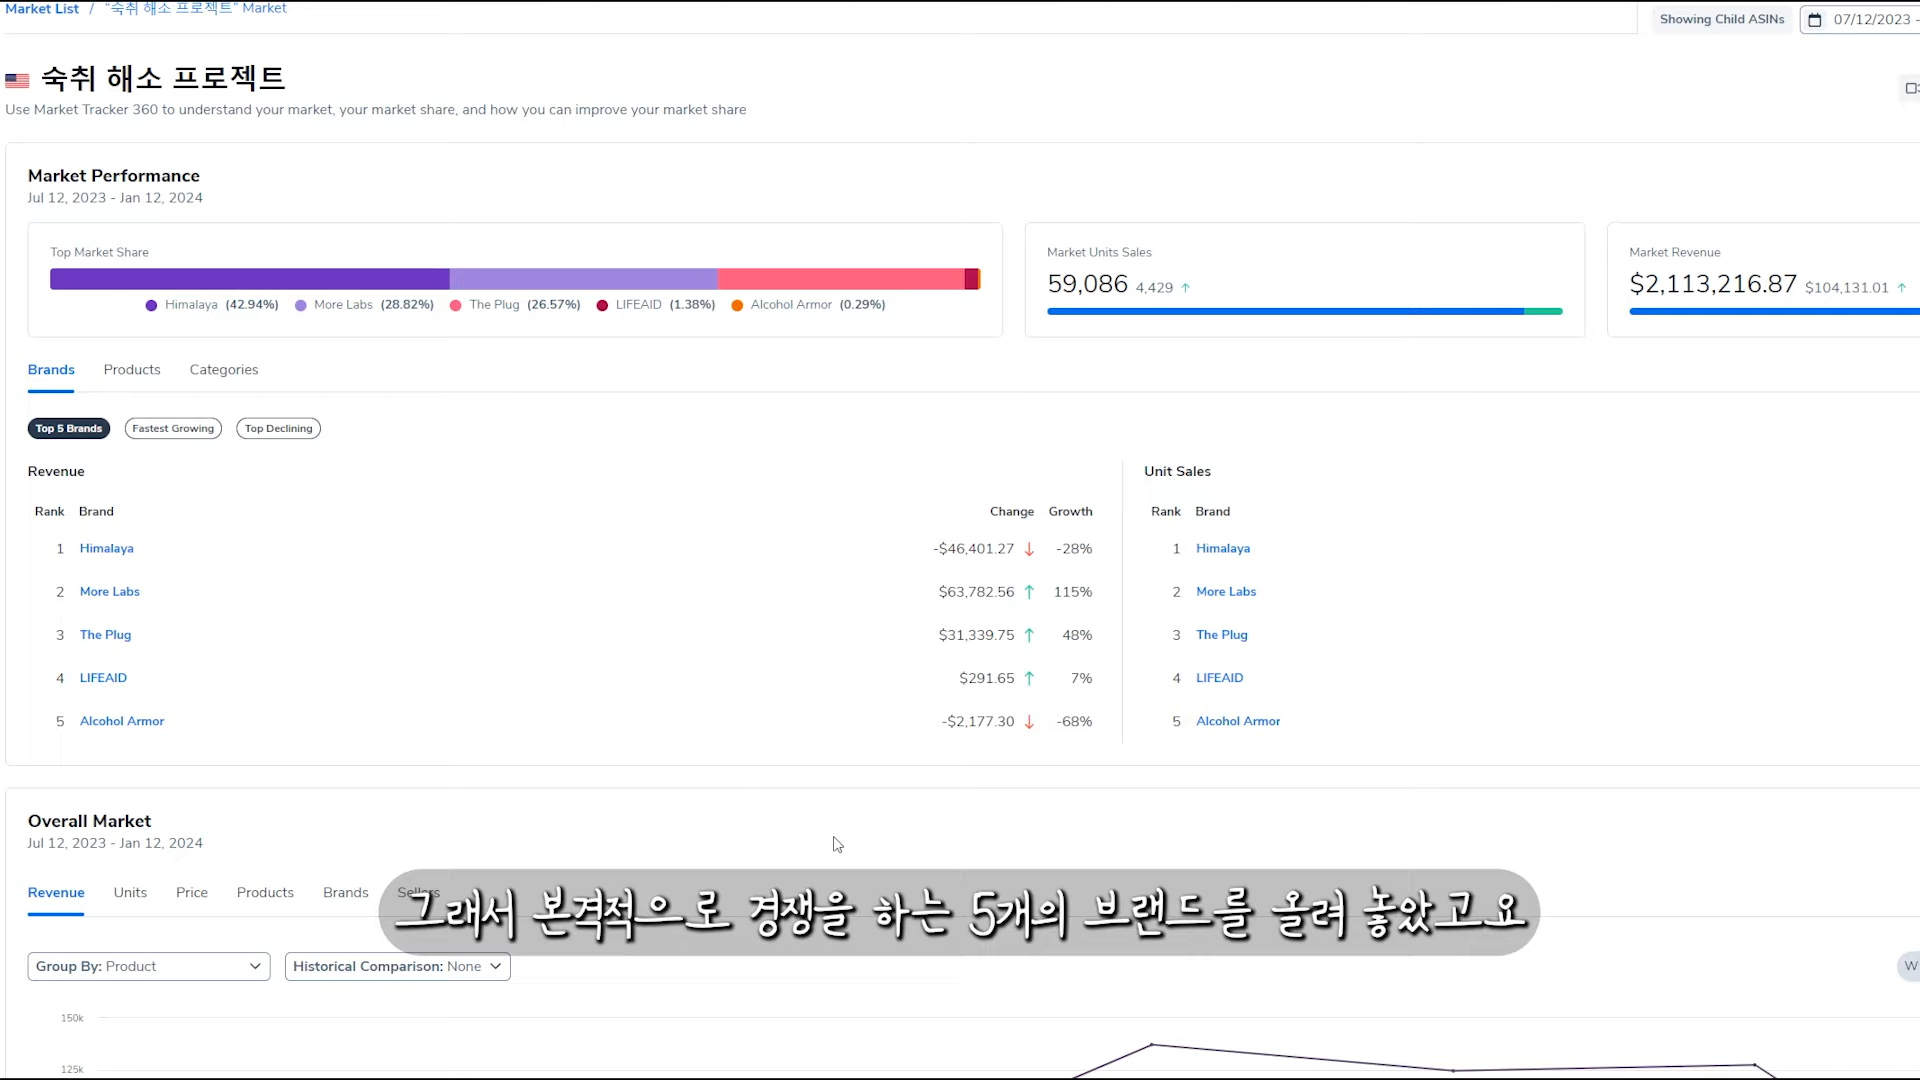 Market List / “숙취 해소 프로젝트” Market
Showing Child ASINs
07/12/2023 -
숙취 해소 프로젝트
Use Market Tracker 360 to understand your market, your market share, and how you can improve your market share
Market Performance
Jul 12, 2023 - Jan 12, 2024
Top Market Share
Himalaya (42.94%) More Labs (28.82%) The Plug (26.57%) LIFEAID (1.38%) Alcohol Armor (0.29%)
Market Units Sales
59,086 4,429 ↑
Market Revenue
$2,113,216.87 $104,131.01 ↑
Brands Products Categories
Top 5 Brands Fastest Growing Top Declining
Revenue
Rank Brand Change Growth
1 Himalaya -$46,401.27 ↓ -28%
2 More Labs $63,782.56 ↑ 115%
3 The Plug $31,339.75 ↑ 48%
4 LIFEAID $291.65 ↑ 7%
5 Alcohol Armor -$2,177.30 ↓ -68%
Unit Sales
Rank Brand
1 Himalaya
2 More Labs
3 The Plug
4 LIFEAID
5 Alcohol Armor
Overall Market
Jul 12, 2023 - Jan 12, 2024
Revenue Units Price Products Brands Sellers
그래서 본격적으로 경쟁을 하는 5개의 브랜드를 올려 놓았고요
Group By: Product Historical Comparison: None
W
150k
125k